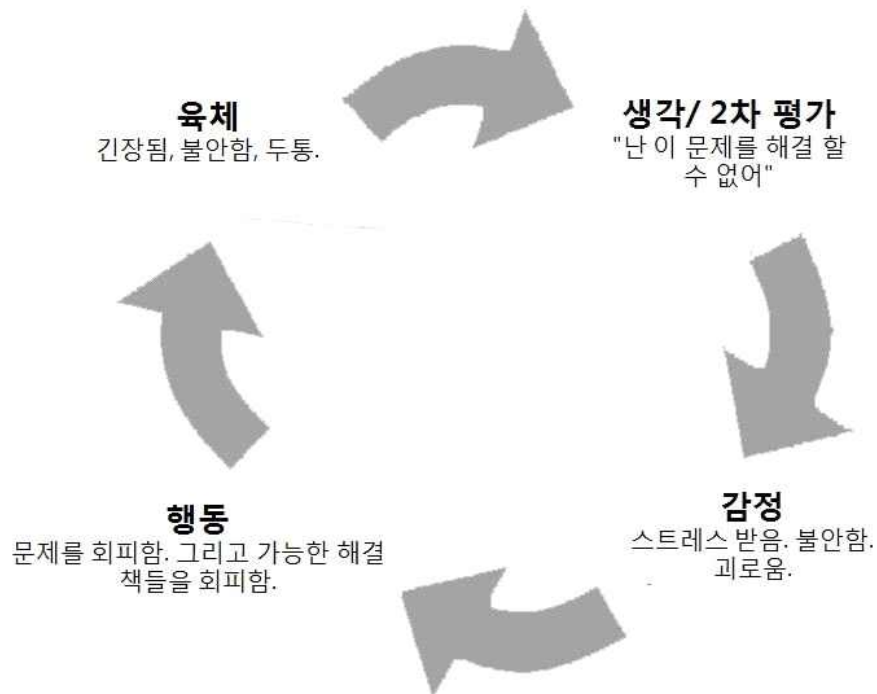 육체
긴장됨, 불안함, 두통.
생각/ 2차 평가
"난 이 문제를 해결 할
수 없어"
감정
스트레스 받음. 불안함.
괴로움.
행동
문제를 회피함. 그리고 가능한 해결
책들을 회피함.